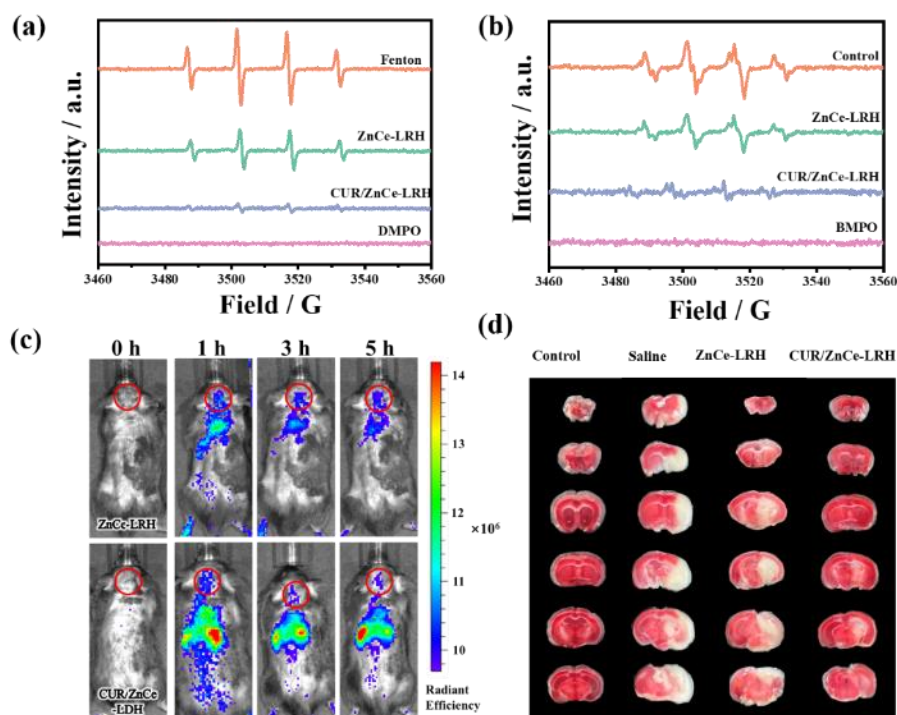 (a)
Fenton
ZnCe-LRH
CUR/ZnCe-LRH
DMPO
Intensity / a.u.
3460 3480 3500 3520 3540 3560
Field / G
(b)
Control
ZnCe-LRH
CUR/ZnCe-LRH
BMPO
Intensity / a.u.
3460 3480 3500 3520 3540 3560
Field / G
(c)
0 h 1 h 3 h 5 h
ZnCe-LRH
CUR/ZnCe
-LDH
14
13
12
×10⁶
11
10
Radiant
Efficiency
(d)
Control Saline ZnCe-LRH CUR/ZnCe-LRH